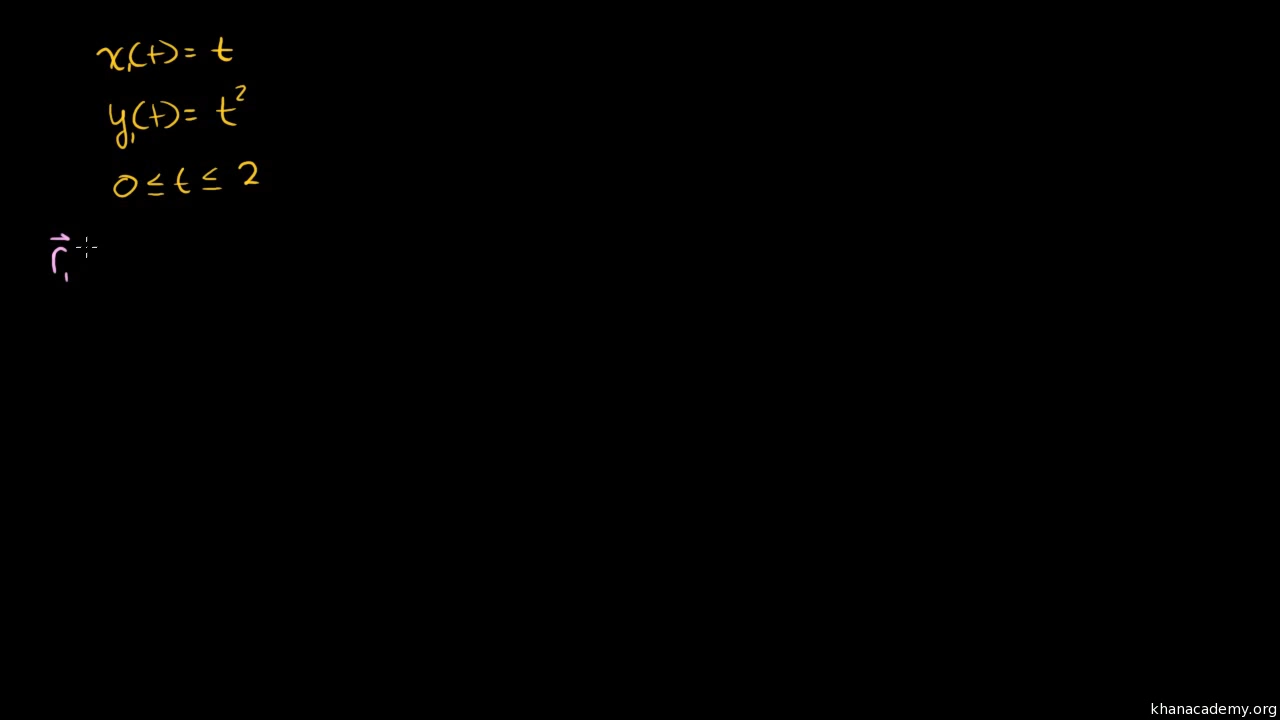 x₁(t) = t
y₁(t) = t²
0 ≤ t ≤ 2
r⃗₁
khanacademy.org